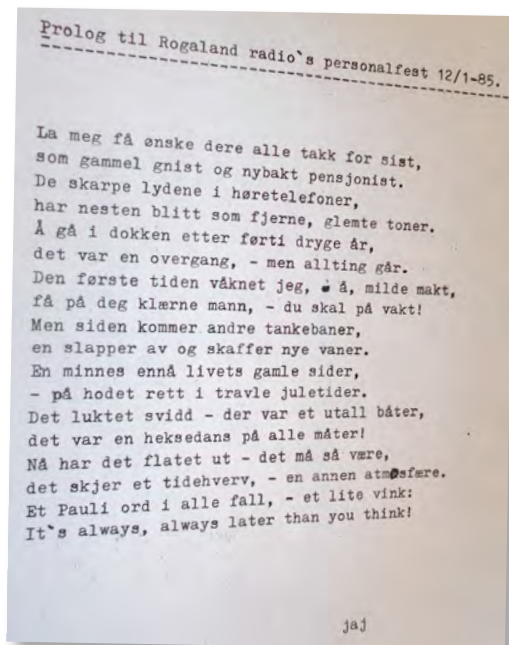 Prolog til Rogaland radio`s personalfest 12/1-85.
La meg få ønske dere alle takk for sist,
som gammel gnist og nybakt pensjonist.
De skarpe lydene i høretelefoner,
har nesten blitt som fjerne, glemte toner.
Å gå i dokken etter førti dryge år,
det var en overgang, - men allting går.
Den første tiden våknet jeg, - å, milde makt,
få på deg klærne mann, - du skal på vakt!
Men siden kommer andre tankebaner,
en slapper av og skaffer nye vaner.
En minnes ennå livets gamle sider,
- på hodet rett i travle juletider.
Det luktet svidd - der var et utall båter,
det var en heksedans på alle måter!
Nå har det flatet ut - det må så være,
det skjer et tidehverv, - en annen atmosfære.
Et Pauli ord i alle fall, - et lite vink:
It`s always, always later than you think!
jaj